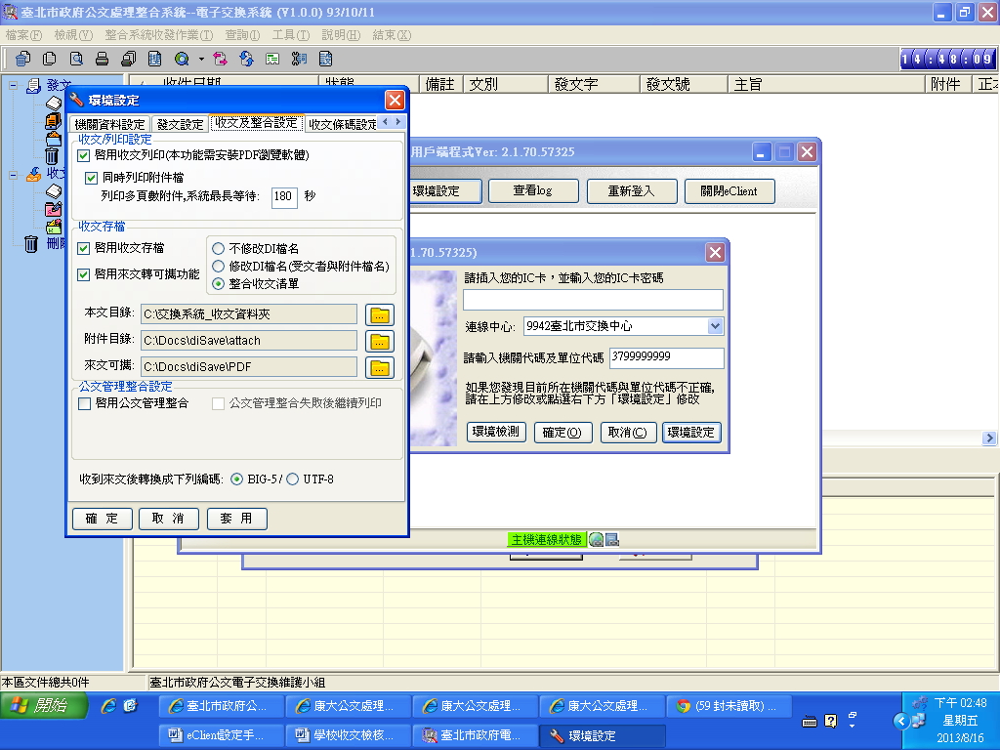 臺北市政府公文處理整合系統--電子交換系統 (V1.0.0) 93/10/11
檔案(F) 檢視(V) 整合系統收發作業(T) 查詢(I) 工具(T) 說明(H) 結束(X)
14:48:09
收件日期 狀態 備註 文別 發文字 發文號 主旨 附件 正本
發文
收文
刪除
環境設定
機關資料設定 發文設定 收文及整合設定 收文條碼設定
收文/列印設定
啓用收文列印(本功能需安裝PDF瀏覽軟體)
同時列印附件檔
列印多頁數附件,系統最長等待: 180 秒
收文存檔
啓用收文存檔
啓用來文轉可攜功能
不修改DI檔名
修改DI檔名(受文者與附件檔名)
整合收文清單
本文目錄: C:\交換系統_收文資料夾
附件目錄: C:\Docs\diSave\attach
來文可攜: C:\Docs\diSave\PDF
公文管理整合設定
啓用公文管理整合 公文管理整合失敗後繼續列印
收到來文後轉換成下列編碼: BIG-5 / UTF-8
確 定 取 消 套 用
用戶端程式Ver: 2.1.70.57325
環境設定 查看log 重新登入 關閉eClient
1.70.57325)
請插入您的IC卡，並輸入您的IC卡密碼
連線中心: 9942臺北市交換中心
請輸入機關代碼及單位代碼 3799999999
如果您發現目前所在機關代碼與單位代碼不正確,
請在上方修改或點選右下方「環境設定」修改
環境檢測 確定(O) 取消(C) 環境設定
主機連線狀態
本區文件總共0件 臺北市政府公文電子交換維護小組
開始 臺北市政府公... 康大公文處理... 康大公文處理... 康大公文處理... (59 封未讀取) ...
eClient設定手... 學校收文檢核... 臺北市政府電... 環境設定
下午 02:48
星期五
2013/8/16